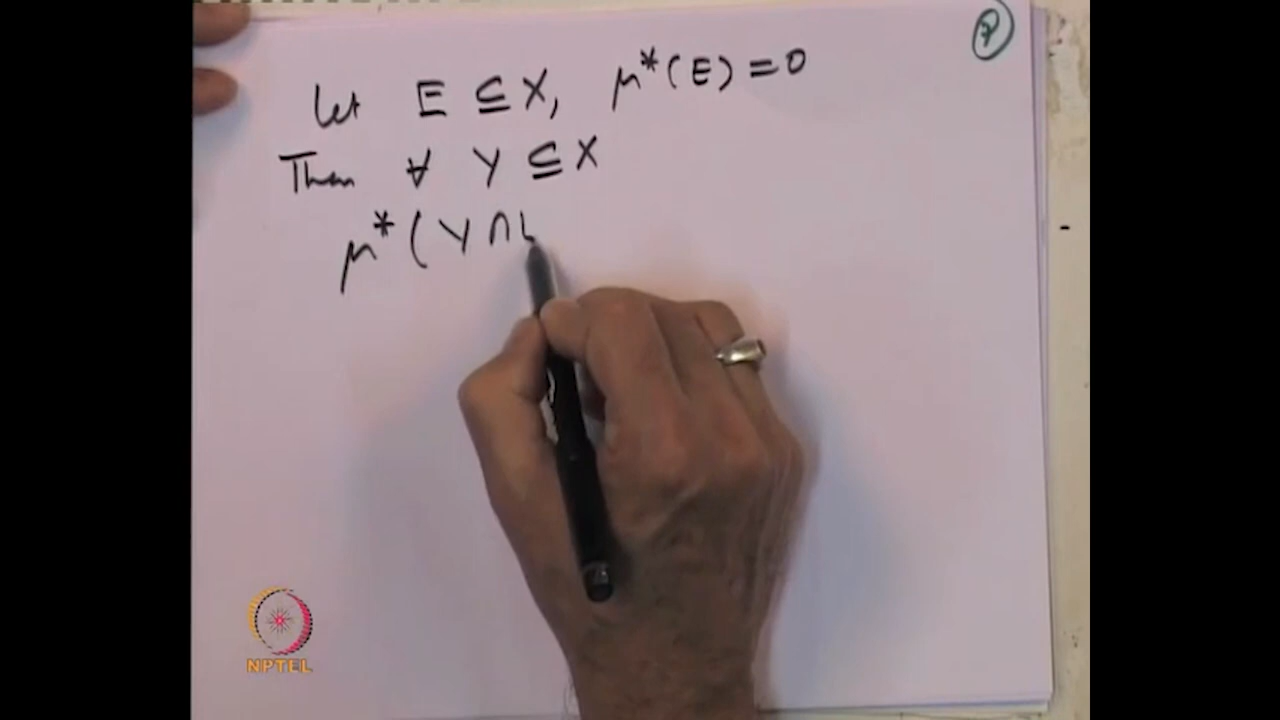 Let E ⊆ X, μ*(E) = 0
Then ∀ Y ⊆ X
μ*(Y ∩
NPTEL